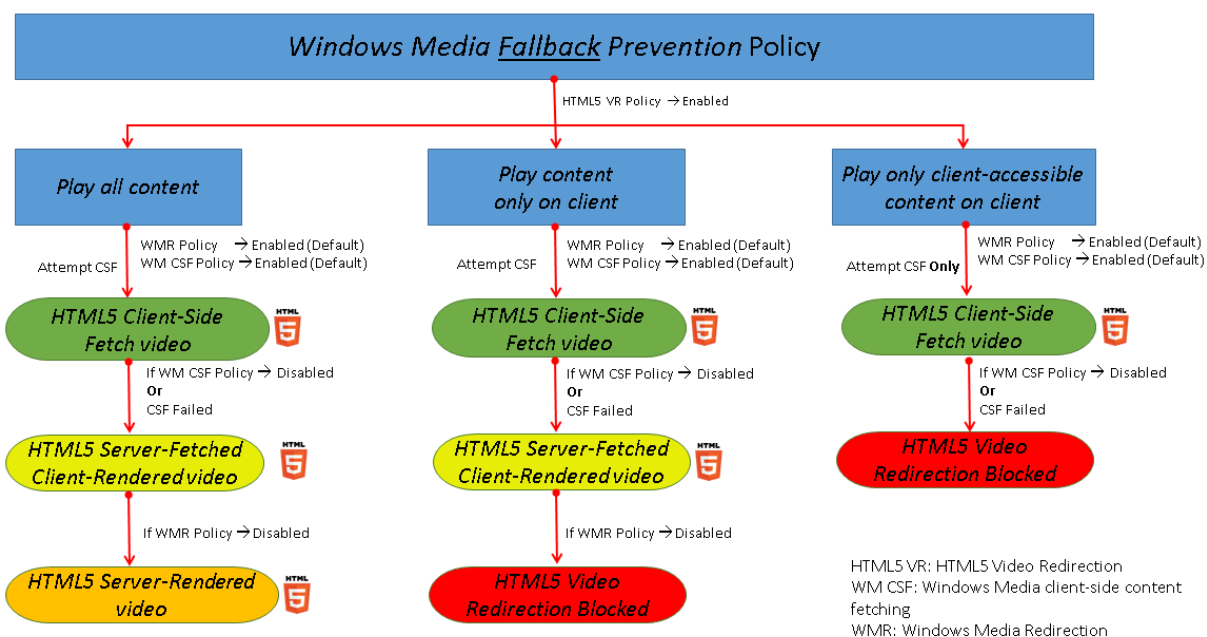 Windows Media Fallback Prevention Policy
HTML5 VR Policy → Enabled
Play all content
Play content
only on client
Play only client-accessible
content on client
WMR Policy → Enabled (Default)
WM CSF Policy → Enabled (Default)
Attempt CSF
WMR Policy → Enabled (Default)
WM CSF Policy → Enabled (Default)
Attempt CSF
WMR Policy → Enabled (Default)
WM CSF Policy → Enabled (Default)
Attempt CSF Only
HTML5 Client-Side
Fetch video
HTML
5
HTML5 Client-Side
Fetch video
HTML
5
HTML5 Client-Side
Fetch video
HTML
5
If WM CSF Policy → Disabled
Or
CSF Failed
If WM CSF Policy → Disabled
Or
CSF Failed
If WM CSF Policy → Disabled
Or
CSF Failed
HTML5 Server-Fetched
Client-Rendered video
HTML
5
HTML5 Server-Fetched
Client-Rendered video
HTML
5
HTML5 Video
Redirection Blocked
If WMR Policy → Disabled
If WMR Policy → Disabled
HTML5 Server-Rendered
video
HTML
5
HTML5 Video
Redirection Blocked
HTML5 VR: HTML5 Video Redirection
WM CSF: Windows Media client-side content
fetching
WMR: Windows Media Redirection